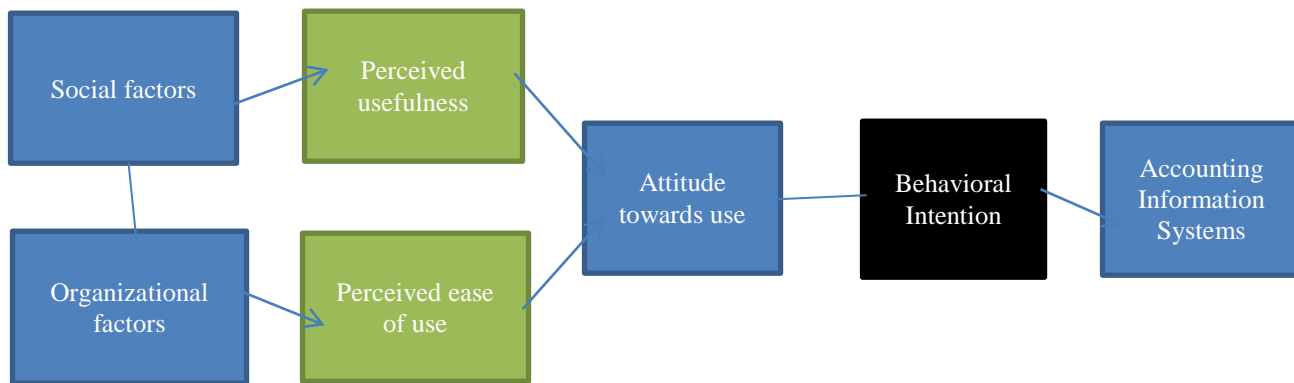 Social factors
Perceived
usefulness
Organizational
factors
Perceived ease
of use
Attitude
towards use
Behavioral
Intention
Accounting
Information
Systems